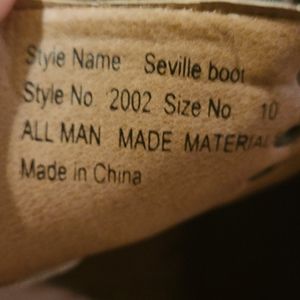 Style Name Seville boot
Style No 2002 Size No 10
ALL MAN MADE MATERIAL
Made in China